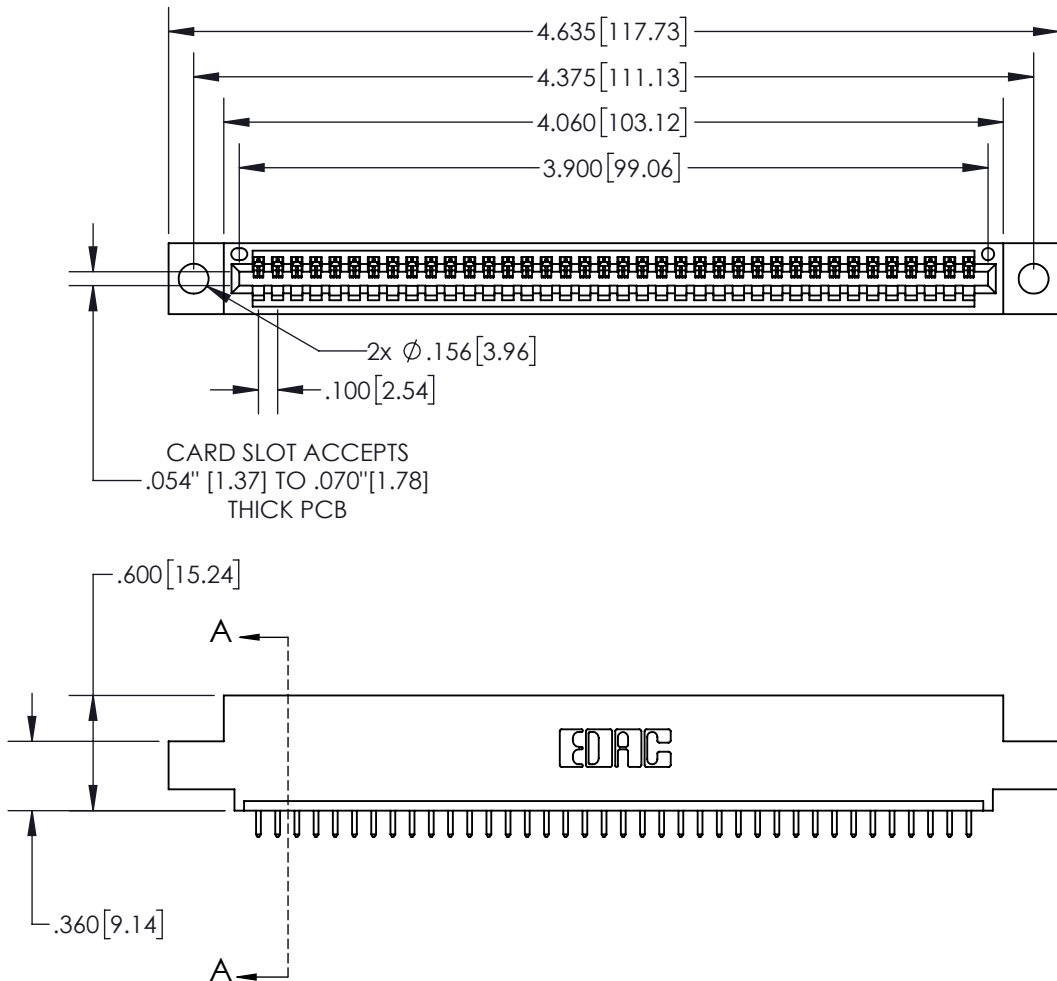 4.635[117.73]
4.375[111.13]
4.060[103.12]
3.900[99.06]
2x Ø.156[3.96]
.100[2.54]
CARD SLOT ACCEPTS
.054" [1.37] TO .070"[1.78]
THICK PCB
.600[15.24]
A
EDAC
.360[9.14]
A